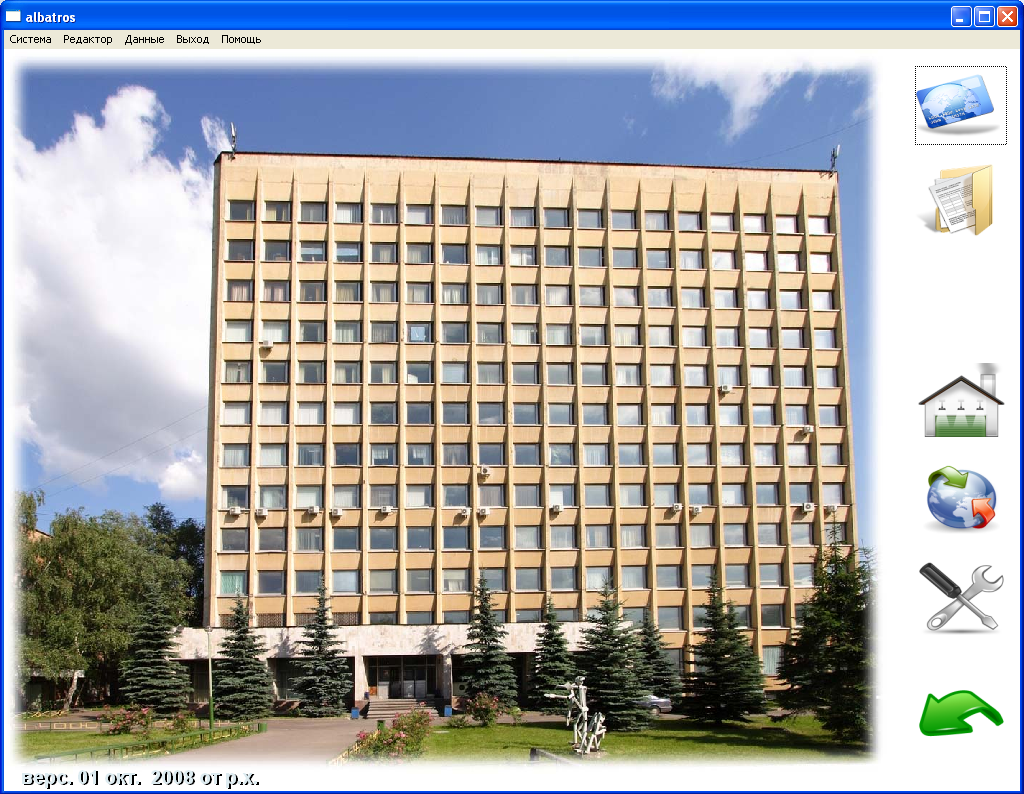 albatros
Система Редактор Данные Выход Помощь
верс. 01 окт. 2008 от р.х.